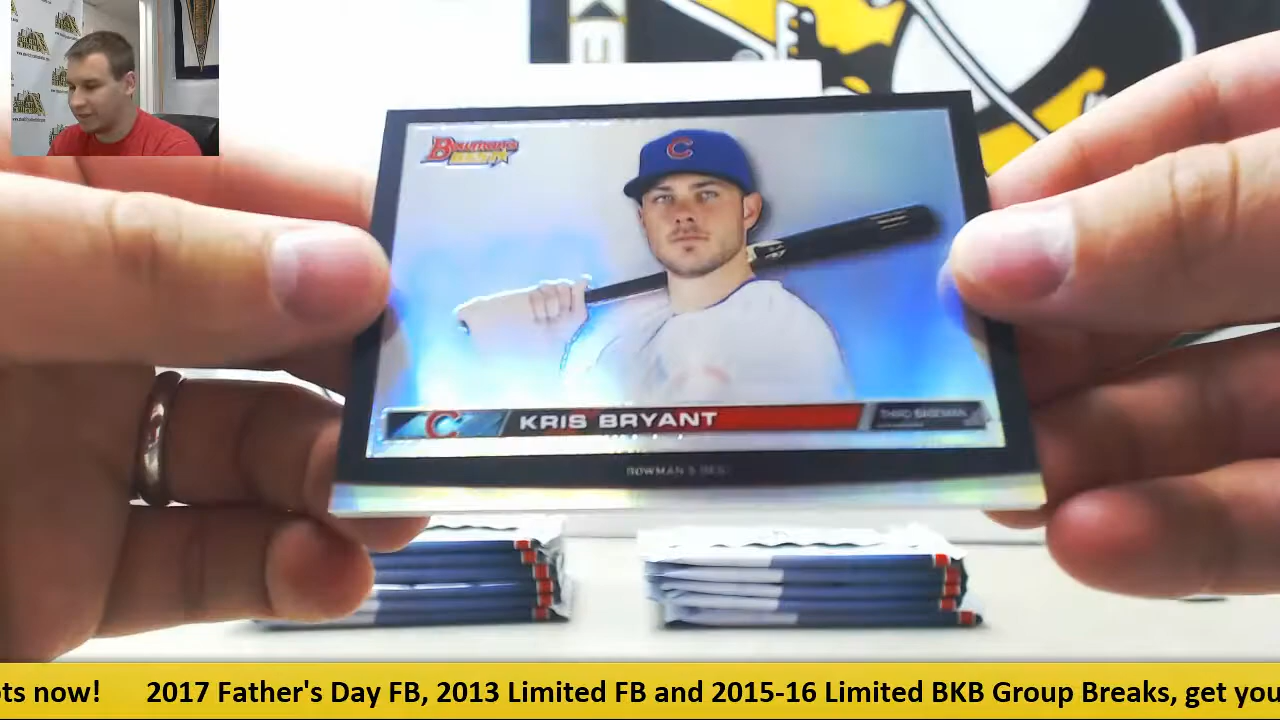 Bowman's
BEST
C
C
KRIS BRYANT
THIRD BASEMAN
BOWMAN'S BEST
ots now! 2017 Father's Day FB, 2013 Limited FB and 2015-16 Limited BKB Group Breaks, get you